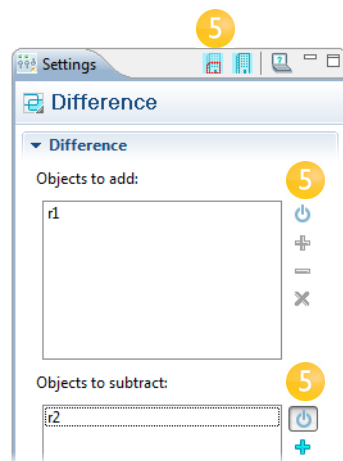 5
Settings
Difference
Difference
Objects to add:
5
r1
Objects to subtract:
5
r2